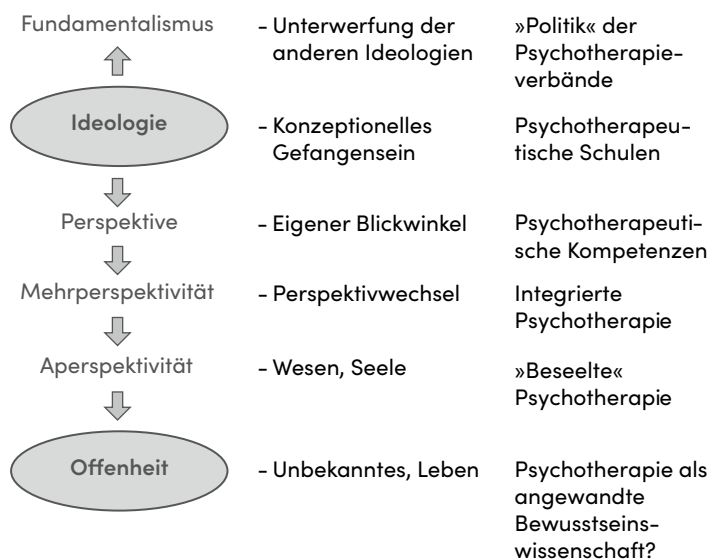 Fundamentalismus - Unterwerfung der »Politik« der
anderen Ideologien Psychotherapie-
verbände
Ideologie - Konzeptionelles Psychotherapeu-
Gefangensein tische Schulen
Perspektive - Eigener Blickwinkel Psychotherapeuti-
sche Kompetenzen
Mehrperspektivität - Perspektivwechsel Integrierte
Psychotherapie
Aperspektivität - Wesen, Seele »Beseelte«
Psychotherapie
Offenheit - Unbekanntes, Leben Psychotherapie als
angewandte
Bewusstseins-
wissenschaft?